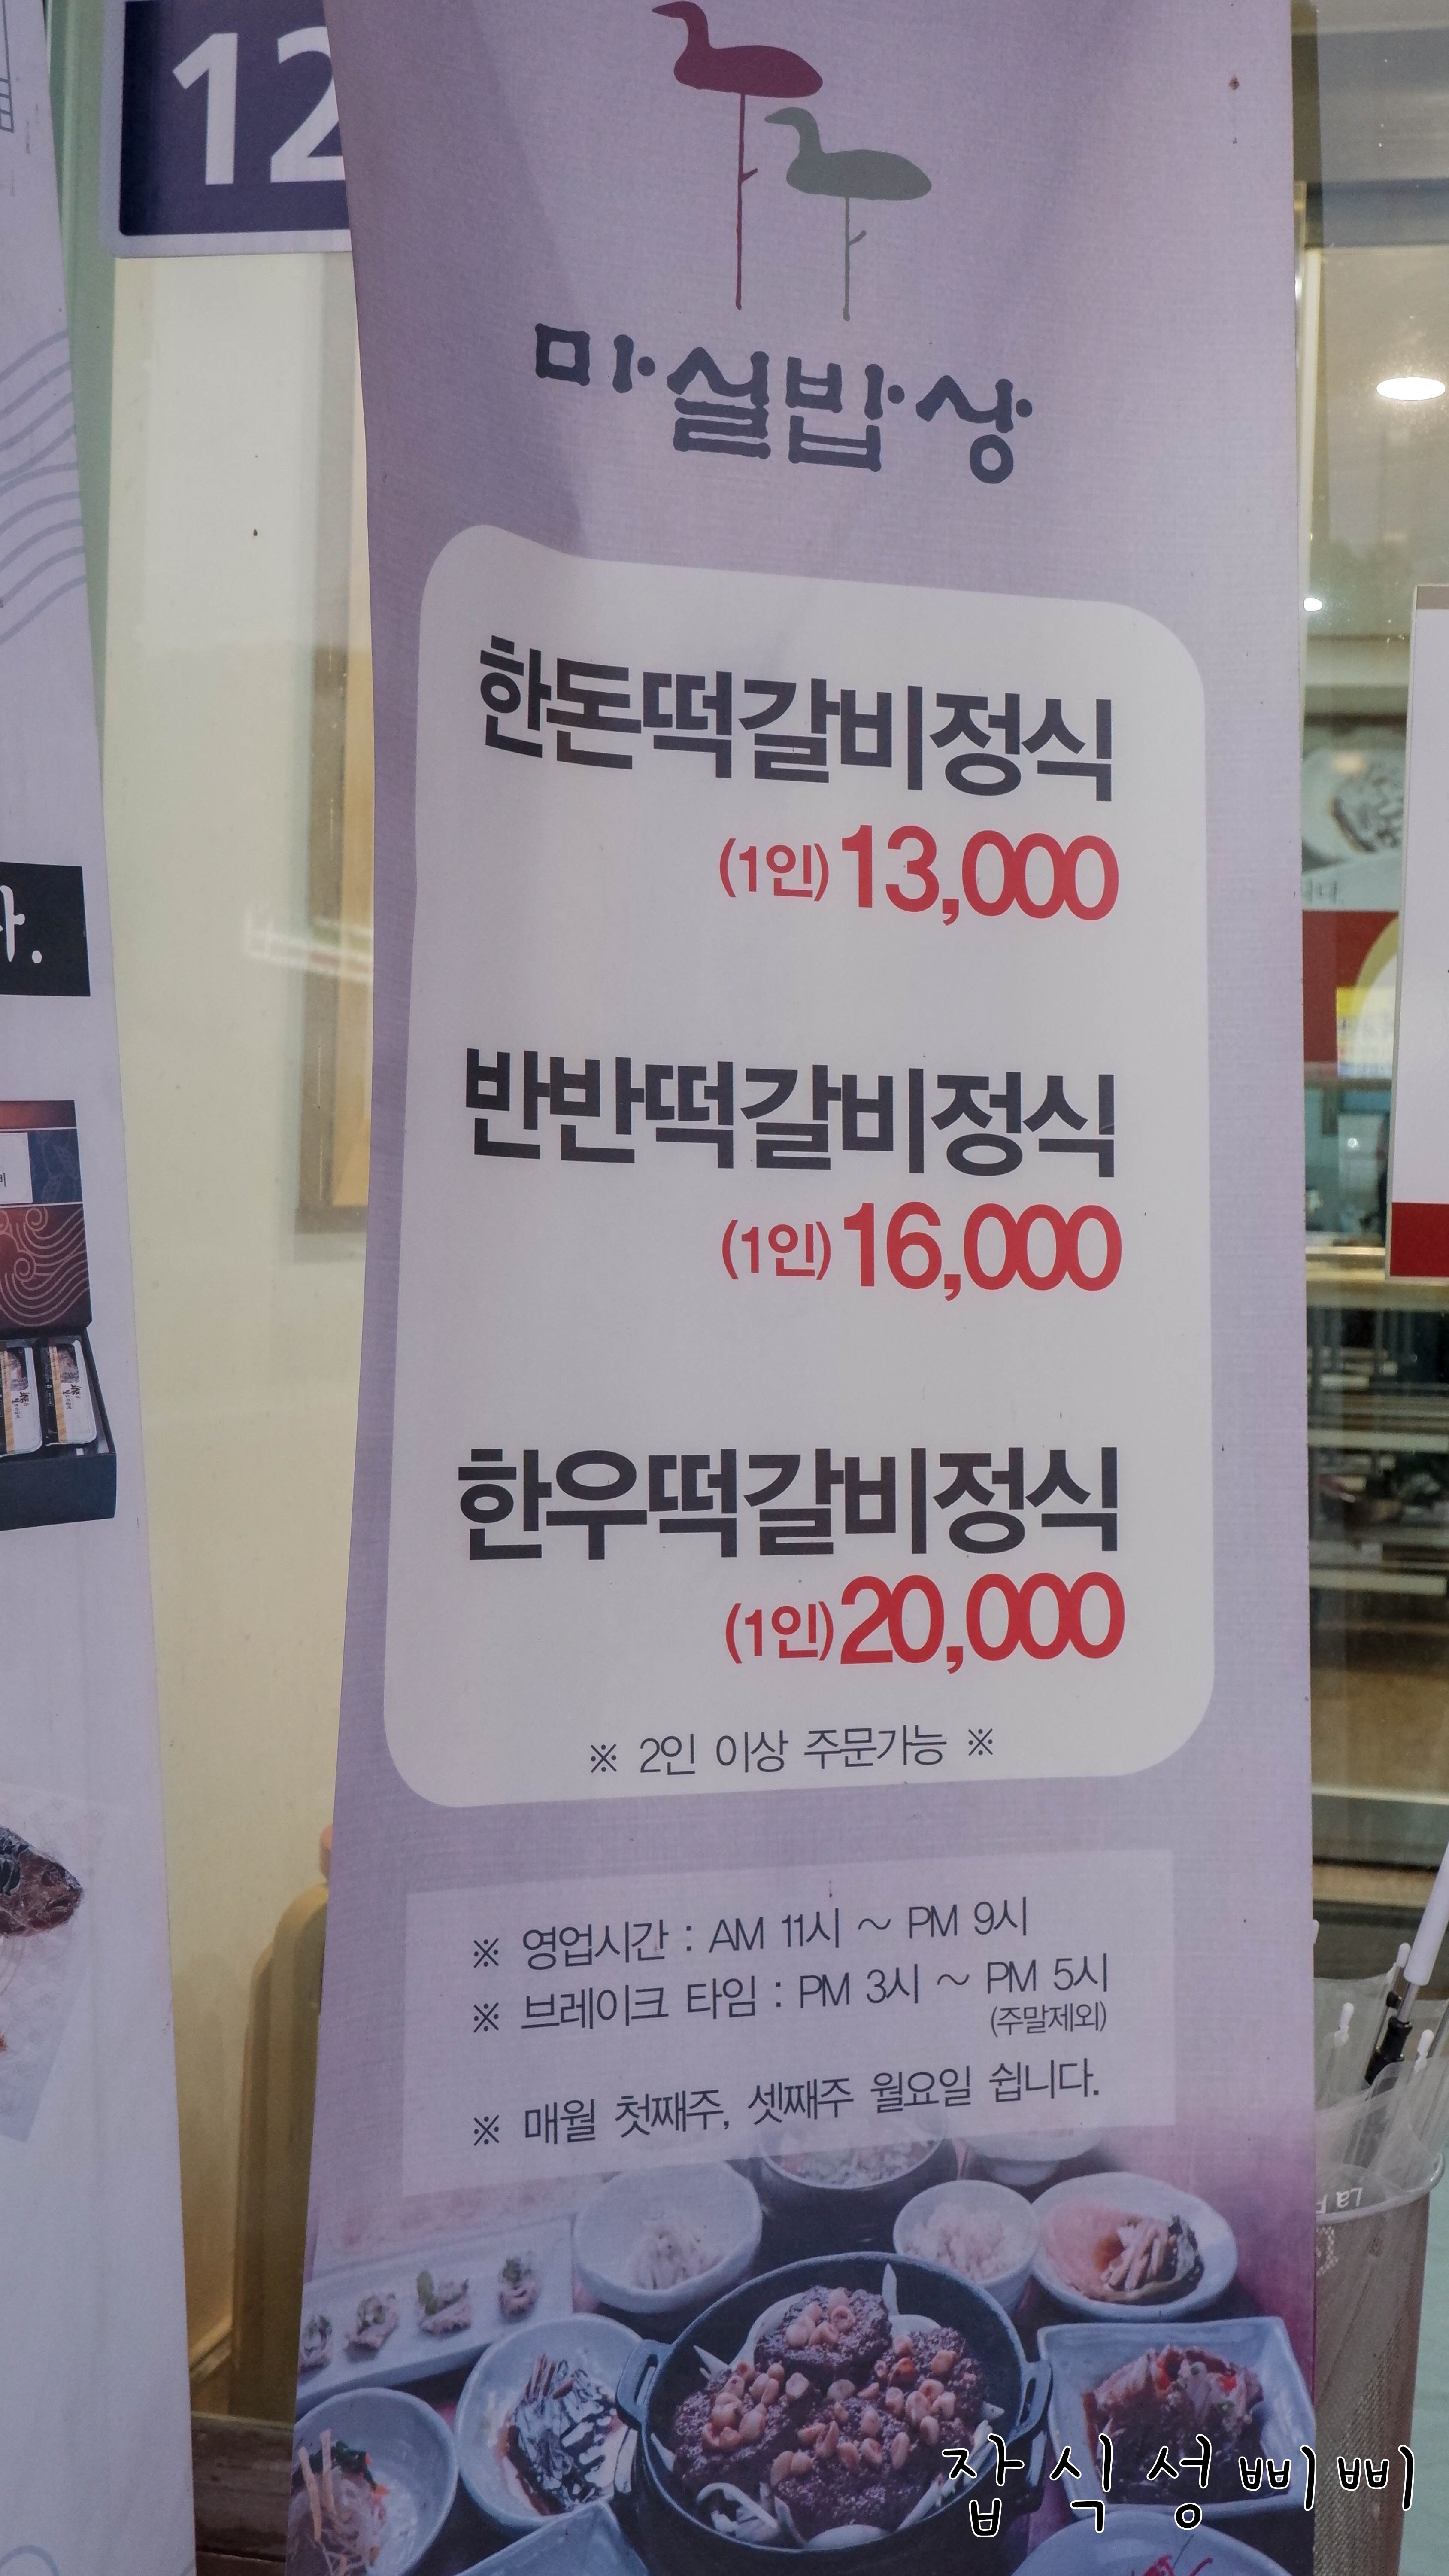 12
마실밥상
한돈떡갈비정식
(1인)13,000
반반떡갈비정식
(1인)16,000
한우떡갈비정식
(1인)20,000
※ 2인 이상 주문가능 ※
※ 영업시간 : AM 11시 ~ PM 9시
※ 브레이크 타임 : PM 3시 ~ PM 5시
(주말제외)
※ 매월 첫째주, 셋째주 월요일 쉽니다.
잡식성삐삐